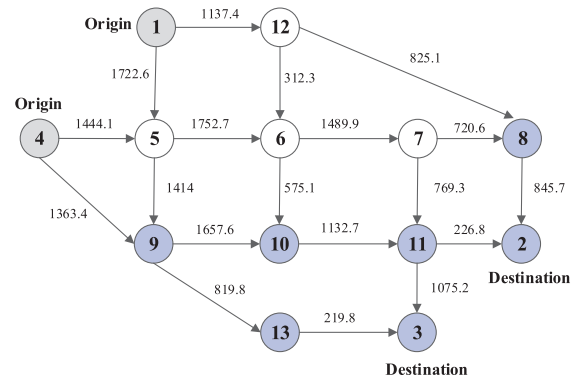 Origin 1 1137.4 12
1722.6 312.3 825.1
Origin
4 1444.1 5 1752.7 6 1489.9 7 720.6 8
1363.4 1414 575.1 769.3 845.7
9 1657.6 10 1132.7 11 226.8 2
Destination
819.8 1075.2
13 219.8 3
Destination